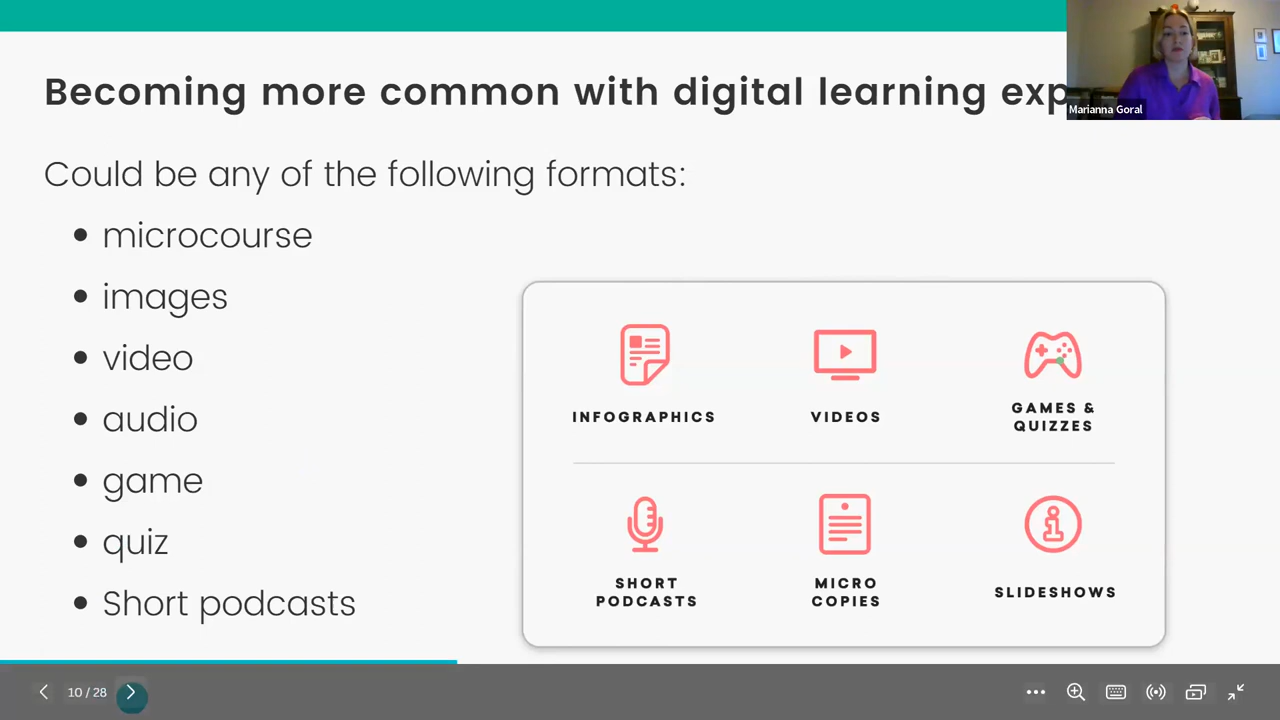 Becoming more common with digital learning exp
Marianna Goral
Could be any of the following formats:
microcourse
images
video
audio
game
quiz
Short podcasts
INFOGRAPHICS
VIDEOS
GAMES &
QUIZZES
SHORT
PODCASTS
MICRO
COPIES
SLIDESHOWS
10 / 28